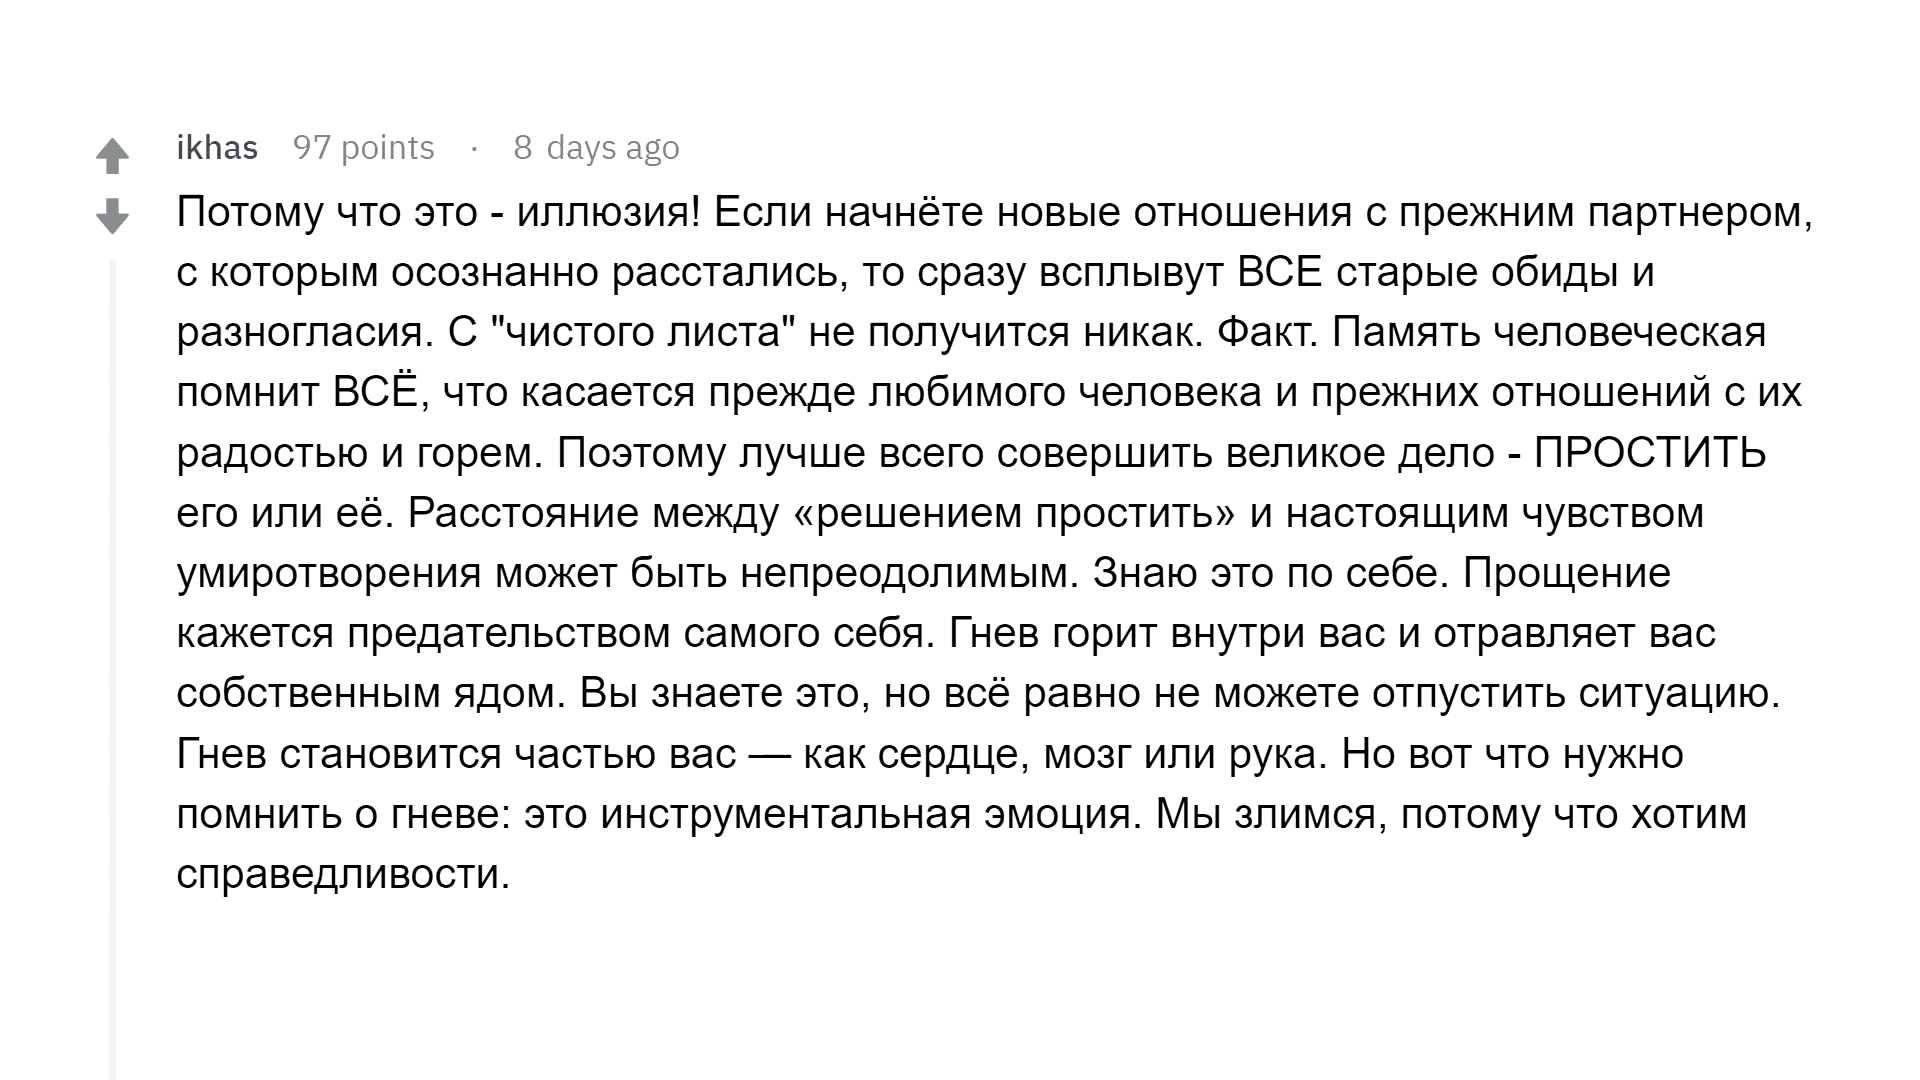 ikhas 97 points · 8 days ago
Потому что это - иллюзия! Если начнёте новые отношения с прежним партнером,
с которым осознанно расстались, то сразу всплывут ВСЕ старые обиды и
разногласия. С "чистого листа" не получится никак. Факт. Память человеческая
помнит ВСЁ, что касается прежде любимого человека и прежних отношений с их
радостью и горем. Поэтому лучше всего совершить великое дело - ПРОСТИТЬ
его или её. Расстояние между «решением простить» и настоящим чувством
умиротворения может быть непреодолимым. Знаю это по себе. Прощение
кажется предательством самого себя. Гнев горит внутри вас и отравляет вас
собственным ядом. Вы знаете это, но всё равно не можете отпустить ситуацию.
Гнев становится частью вас — как сердце, мозг или рука. Но вот что нужно
помнить о гневе: это инструментальная эмоция. Мы злимся, потому что хотим
справедливости.